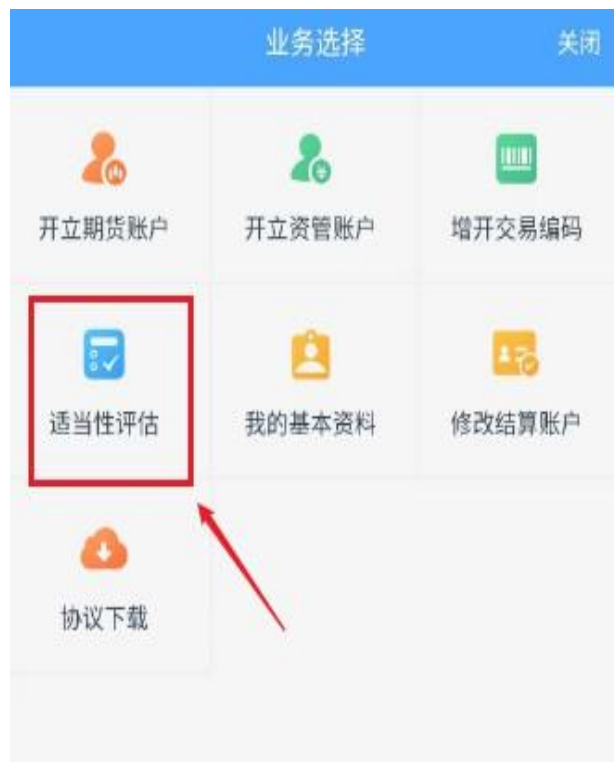 业务选择 关闭
开立期货账户 开立资管账户 增开交易编码
适当性评估 我的基本资料 修改结算账户
协议下载